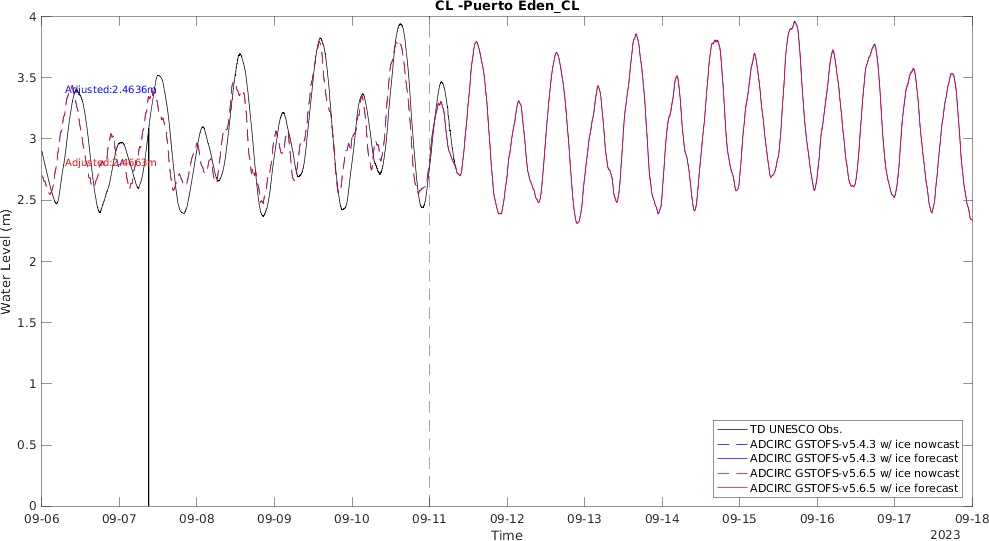 CL -Puerto Eden_CL
4
3.5
3
2.5
2
1.5
1
0.5
0
Water Level (m)
Adjusted:2.4636m
Adjusted:2.4663m
TD UNESCO Obs.
ADCIRC GSTOFS-v5.4.3 w/ ice nowcast
ADCIRC GSTOFS-v5.4.3 w/ ice forecast
ADCIRC GSTOFS-v5.6.5 w/ ice nowcast
ADCIRC GSTOFS-v5.6.5 w/ ice forecast
09-06 09-07 09-08 09-09 09-10 09-11 09-12 09-13 09-14 09-15 09-16 09-17 09-18
Time
2023